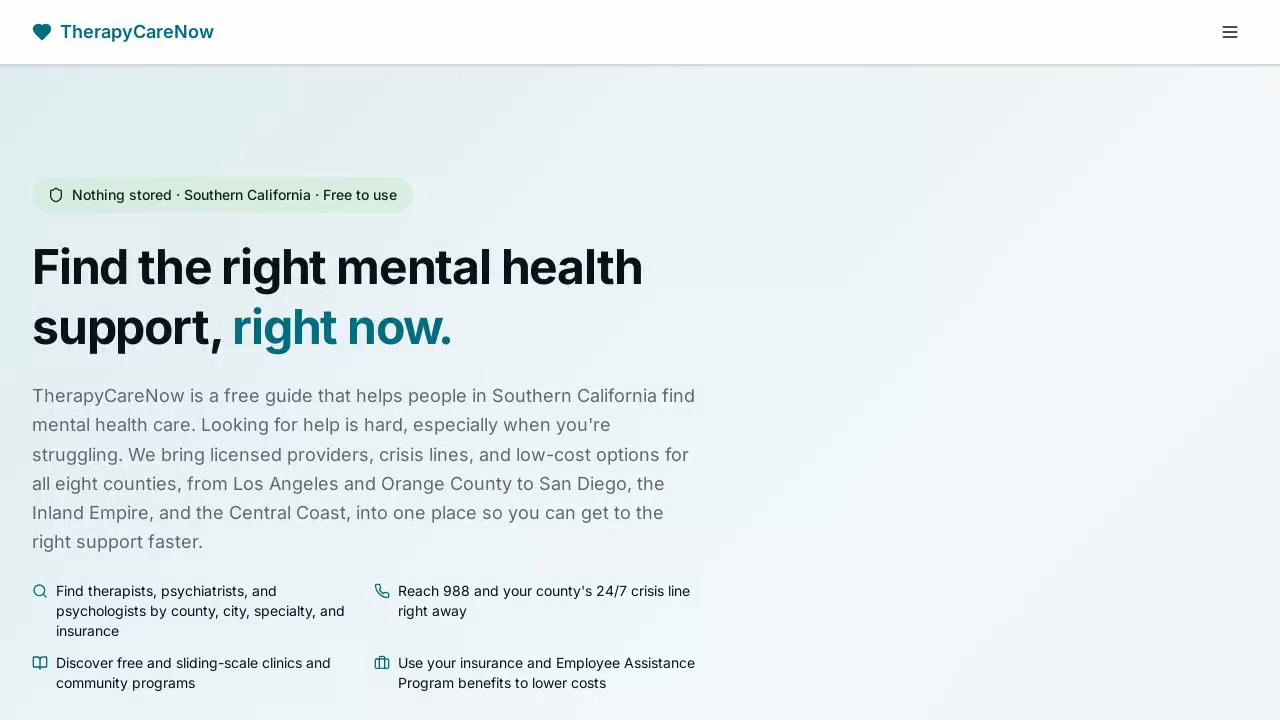 TherapyCareNow
Nothing stored · Southern California · Free to use
Find the right mental health
support, right now.
TherapyCareNow is a free guide that helps people in Southern California find
mental health care. Looking for help is hard, especially when you're
struggling. We bring licensed providers, crisis lines, and low-cost options for
all eight counties, from Los Angeles and Orange County to San Diego, the
Inland Empire, and the Central Coast, into one place so you can get to the
right support faster.
Find therapists, psychiatrists, and
psychologists by county, city, specialty, and
insurance
Reach 988 and your county's 24/7 crisis line
right away
Discover free and sliding-scale clinics and
community programs
Use your insurance and Employee Assistance
Program benefits to lower costs